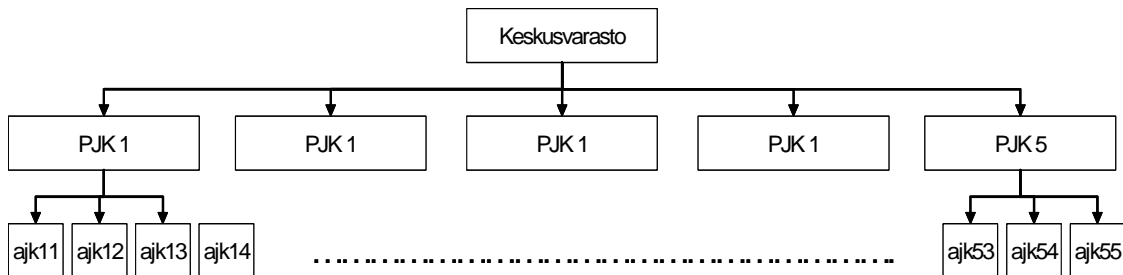 Keskusvarasto
PJK 1
PJK 1
PJK 1
PJK 1
PJK 5
ajk11
ajk12
ajk13
ajk14
ajk53
ajk54
ajk55